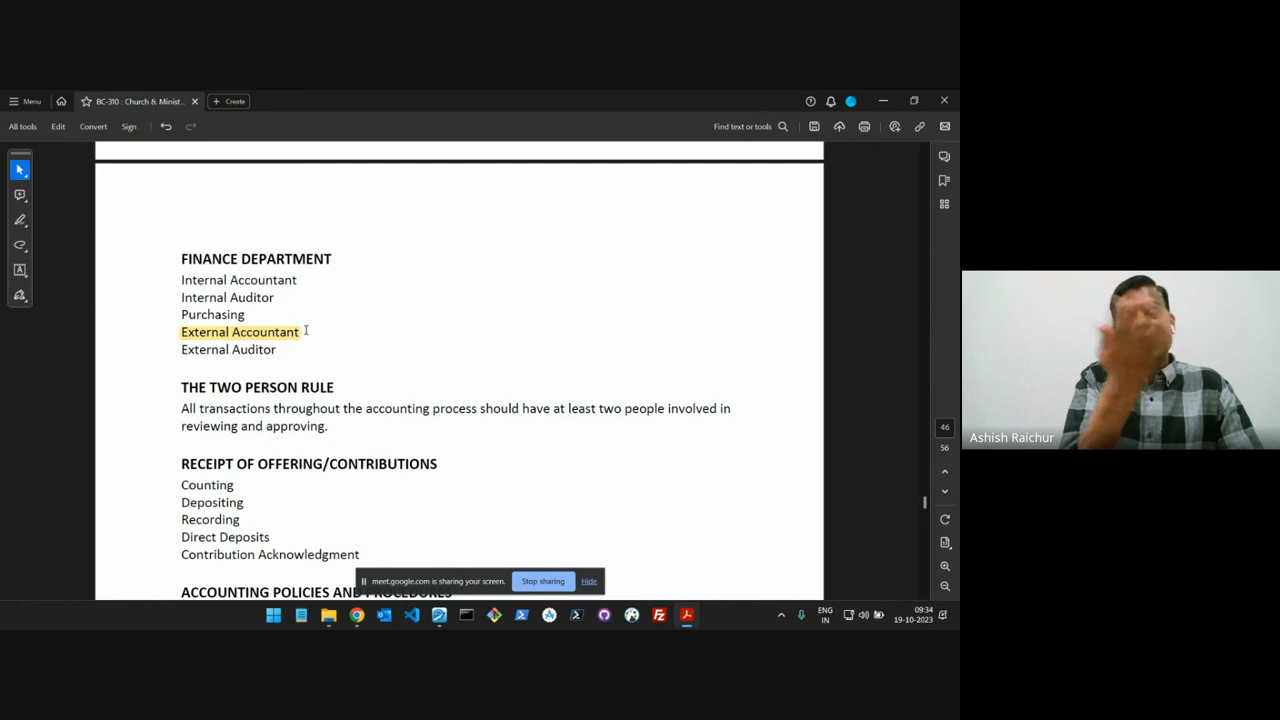 Menu
BC-310 : Church & Minist...
Create
All tools
Edit
Convert
Sign
Find text or tools
FINANCE DEPARTMENT
Internal Accountant
Internal Auditor
Purchasing
External Accountant
External Auditor
THE TWO PERSON RULE
All transactions throughout the accounting process should have at least two people involved in
reviewing and approving.
RECEIPT OF OFFERING/CONTRIBUTIONS
Counting
Depositing
Recording
Direct Deposits
Contribution Acknowledgment
ACCOUNTING POLICIES AND PROCEDURES
46
56
meet.google.com is sharing your screen.
Stop sharing
Hide
ENG
IN
09:34
19-10-2023
Ashish Raichur